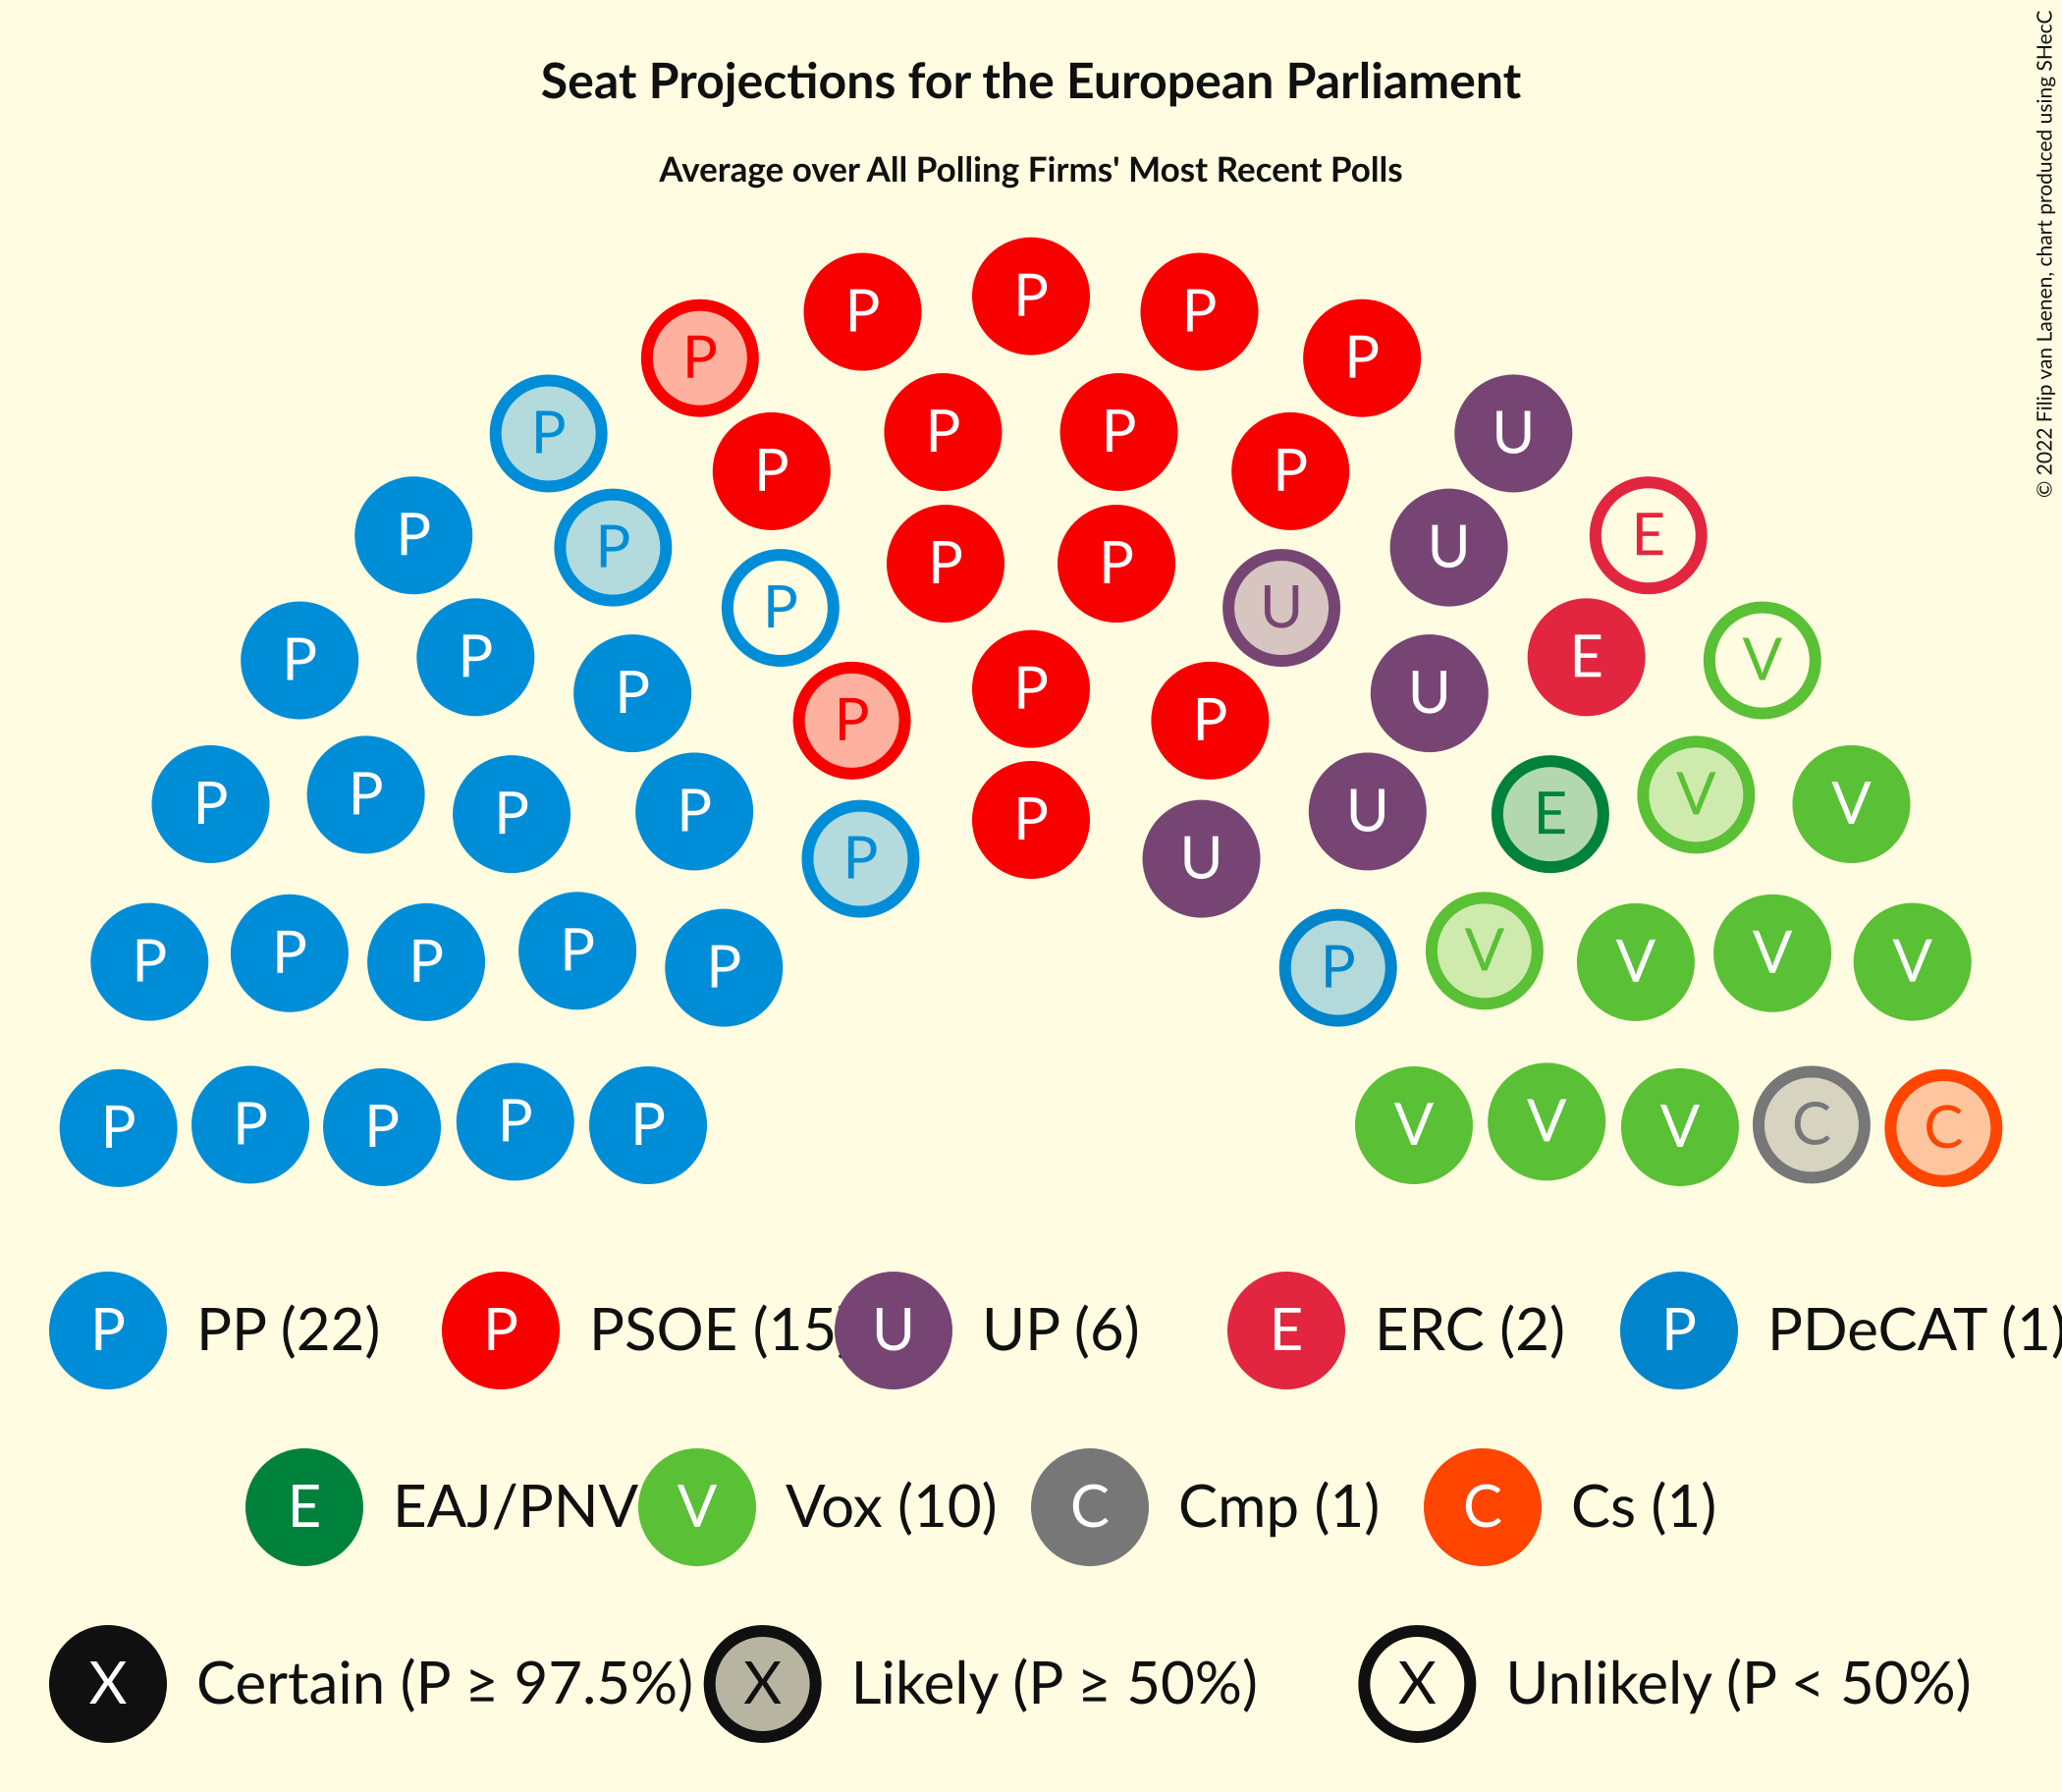 Seat Projections for the European Parliament
Average over All Polling Firms' Most Recent Polls
© 2022 Filip van Laenen, chart produced using SHecC
P P P P P
P P P P U
P P P P P U E
P P P P U
P P P U E V
P P P U
P P P P P P U U E V V
P P P P P P V V V V
P P P P P V V V C C
P PP (22) P PSOE (15) U UP (6) E ERC (2) P PDeCAT (1)
E EAJ/PNV V Vox (10) C Cmp (1) C Cs (1)
X Certain (P ≥ 97.5%) X Likely (P ≥ 50%) X Unlikely (P < 50%)